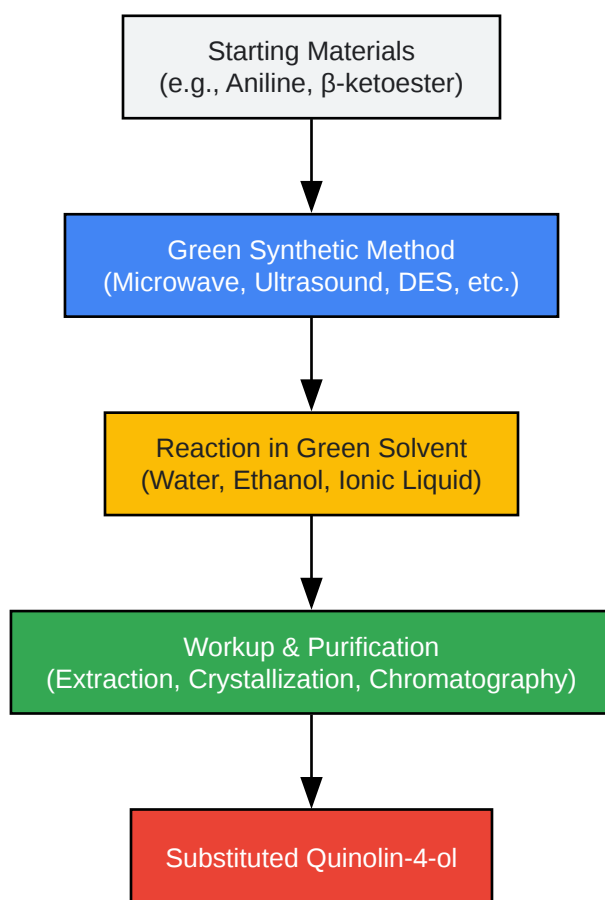 Starting Materials
(e.g., Aniline, β-ketoester)
Green Synthetic Method
(Microwave, Ultrasound, DES, etc.)
Reaction in Green Solvent
(Water, Ethanol, Ionic Liquid)
Workup & Purification
(Extraction, Crystallization, Chromatography)
Substituted Quinolin-4-ol